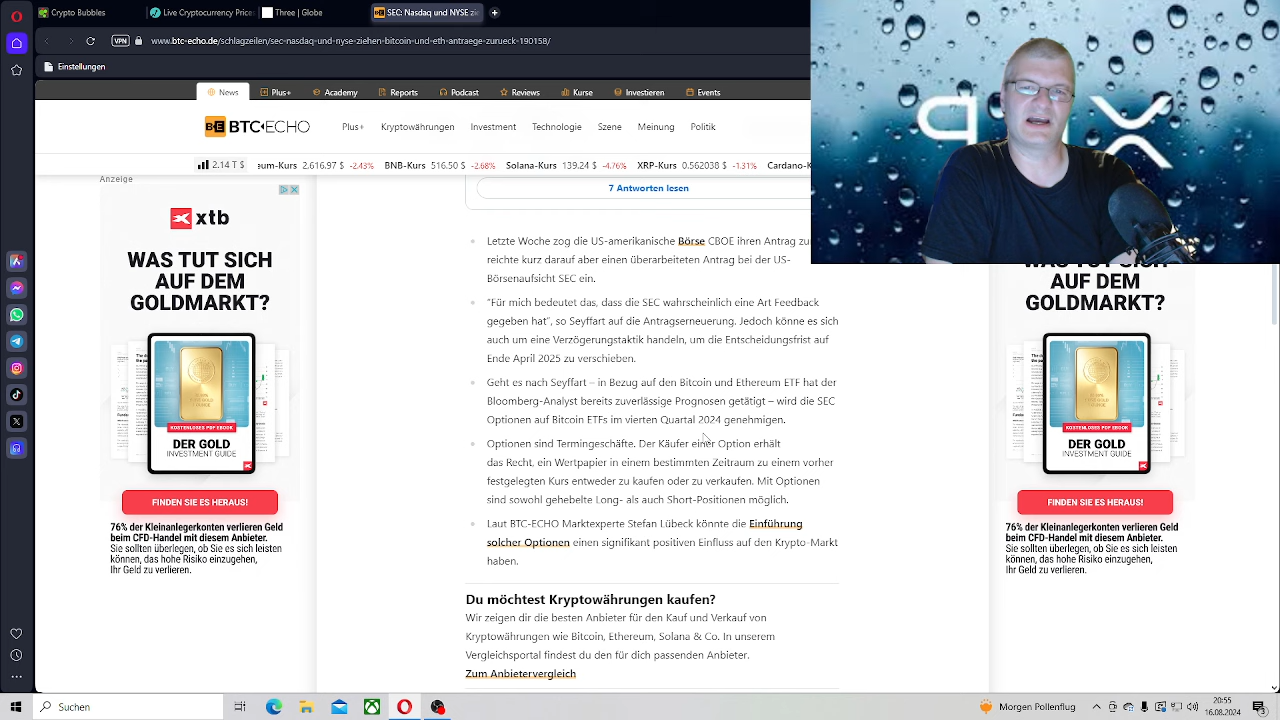 Crypto Bubbles
Live Cryptocurrency Price
Three | Globe
SEC: Nasdaq und NYSE zie
VPN
www.btc-echo.de/schlagzeilen/sec-nasdaq-und-nyse-ziehen-bitcoin-und-eth-antraege-zurueck-190158/
Einstellungen
News Plus+ Academy Reports Podcast Reviews Kurse Investieren Events
BTC-ECHO
Plus+ Kryptowährungen Investment Technologie Szene Meinung Politik
2.14 T $ eum-Kurs 2.616,97 $ -2.43% BNB-Kurs 516,50 $ -2.68% Solana-Kurs 139,24 $ -4.76% XRP-Kurs 0,562038 $ -1.31% Cardano-K
Anzeige
xtb
WAS TUT SICH
AUF DEM
GOLDMARKT?
KOSTENLOSES PDF EBOOK
DER GOLD
INVESTMENT GUIDE
FINDEN SIE ES HERAUS!
76% der Kleinanlegerkonten verlieren Geld
beim CFD-Handel mit diesem Anbieter.
Sie sollten überlegen, ob Sie es sich leisten
können, das hohe Risiko einzugehen,
Ihr Geld zu verlieren.
7 Antworten lesen
Letzte Woche zog die US-amerikanische Börse CBOE ihren Antrag zur
chte kurz darauf aber einen überarbeiteten Antrag bei der US-
Börsenaufsicht SEC ein.
"Für mich bedeutet das, dass die SEC wahrscheinlich eine Art Feedback
gegeben hat", so Seyffart auf die Antragserneuerung. Jedoch könne es sich
auch um eine Verzögerungstaktik handeln, um die Entscheidungsfrist auf
Ende April 2025 zu verschieben.
Geht es nach Seyffart – in Bezug auf den Bitcoin und Ethereum ETF hat der
Bloomberg-Analyst bereits zuverlässige Prognosen getätigt – wird die SEC
Optionen auf Bitcoin ETFs im vierten Quartal 2024 genehmigen.
Optionen sind Termingeschäfte. Der Käufer einer Option erhält
das Recht, ein Wertpapier in einem bestimmten Zeitraum zu einem vorher
festgelegten Kurs entweder zu kaufen oder zu verkaufen. Mit Optionen
sind sowohl gehebelte Long- als auch Short-Positionen möglich.
Laut BTC-ECHO Marktexperte Stefan Lübeck könnte die Einführung
solcher Optionen einen signifikant positiven Einfluss auf den Krypto-Markt
haben.
Du möchtest Kryptowährungen kaufen?
Wir zeigen dir die besten Anbieter für den Kauf und Verkauf von
Kryptowährungen wie Bitcoin, Ethereum, Solana & Co. In unserem
Vergleichsportal findest du den für dich passenden Anbieter.
Zum Anbietervergleich
WAS TUT SICH
AUF DEM
GOLDMARKT?
KOSTENLOSES PDF EBOOK
DER GOLD
INVESTMENT GUIDE
FINDEN SIE ES HERAUS!
76% der Kleinanlegerkonten verlieren Geld
beim CFD-Handel mit diesem Anbieter.
Sie sollten überlegen, ob Sie es sich leisten
können, das hohe Risiko einzugehen,
Ihr Geld zu verlieren.
Suchen
Morgen Pollenflug
20:55
16.08.2024
3